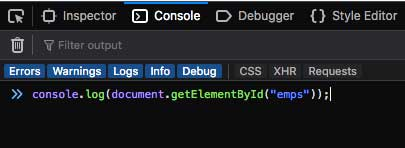 Inspector Console Debugger {} Style Editor
Filter output
Errors Warnings Logs Info Debug CSS XHR Requests
>> console.log(document.getElementById("emps"));